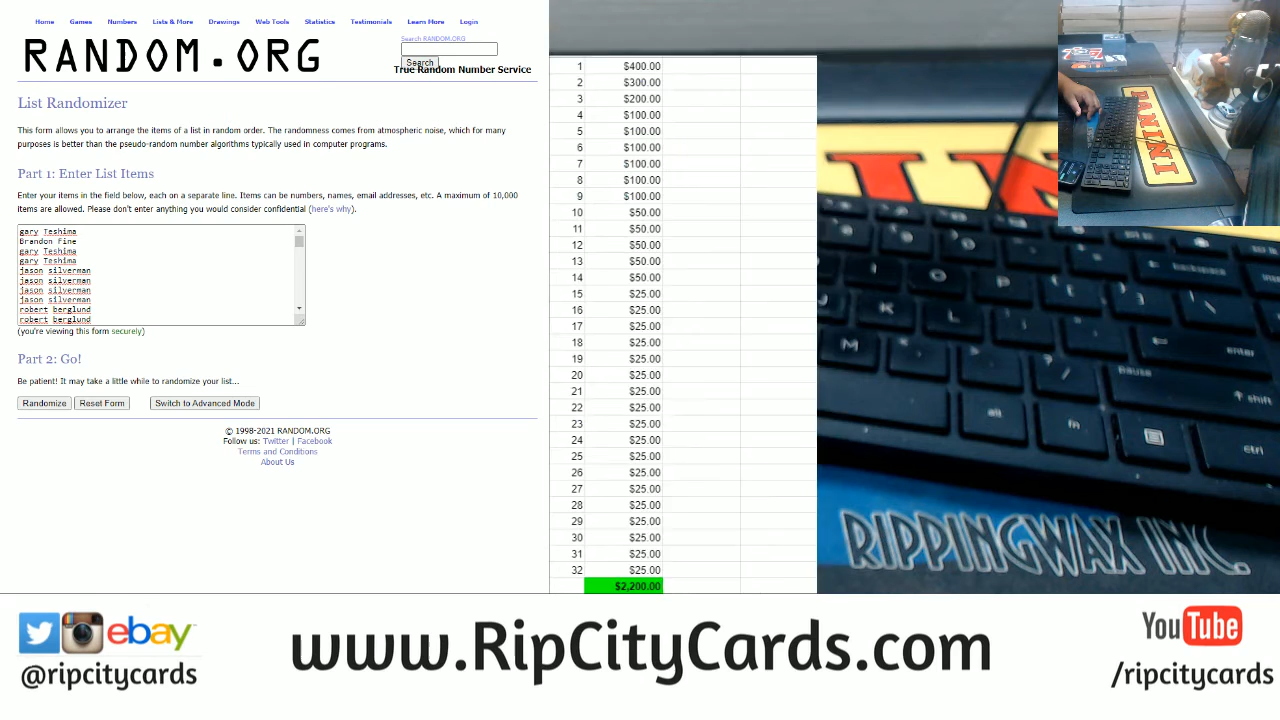 Home Games Numbers Lists & More Drawings Web Tools Statistics Testimonials Learn More Login
RANDOM.ORG
Search RANDOM.ORG
Search
True Random Number Service
List Randomizer
This form allows you to arrange the items of a list in random order. The randomness comes from atmospheric noise, which for many
purposes is better than the pseudo-random number algorithms typically used in computer programs.
Part 1: Enter List Items
Enter your items in the field below, each on a separate line. Items can be numbers, names, email addresses, etc. A maximum of 10,000
items are allowed. Please don't enter anything you would consider confidential (here's why).
gary Teshima
Brandon Fine
gary Teshima
gary Teshima
jason silverman
jason silverman
jason silverman
jason silverman
robert berglund
robert berglund
(you're viewing this form securely)
Part 2: Go!
Be patient! It may take a little while to randomize your list...
Randomize Reset Form Switch to Advanced Mode
© 1998-2021 RANDOM.ORG
Follow us: Twitter | Facebook
Terms and Conditions
About Us
1 $400.00
2 $300.00
3 $200.00
4 $100.00
5 $100.00
6 $100.00
7 $100.00
8 $100.00
9 $100.00
10 $50.00
11 $50.00
12 $50.00
13 $50.00
14 $50.00
15 $25.00
16 $25.00
17 $25.00
18 $25.00
19 $25.00
20 $25.00
21 $25.00
22 $25.00
23 $25.00
24 $25.00
25 $25.00
26 $25.00
27 $25.00
28 $25.00
29 $25.00
30 $25.00
31 $25.00
32 $25.00
$2,200.00
PANINI
backspace
enter
Pause
shift
alt
fn
ctrl
RIPPINGWAX INC.
ebay
@ripcitycards
www.RipCityCards.com
YouTube
/ripcitycards